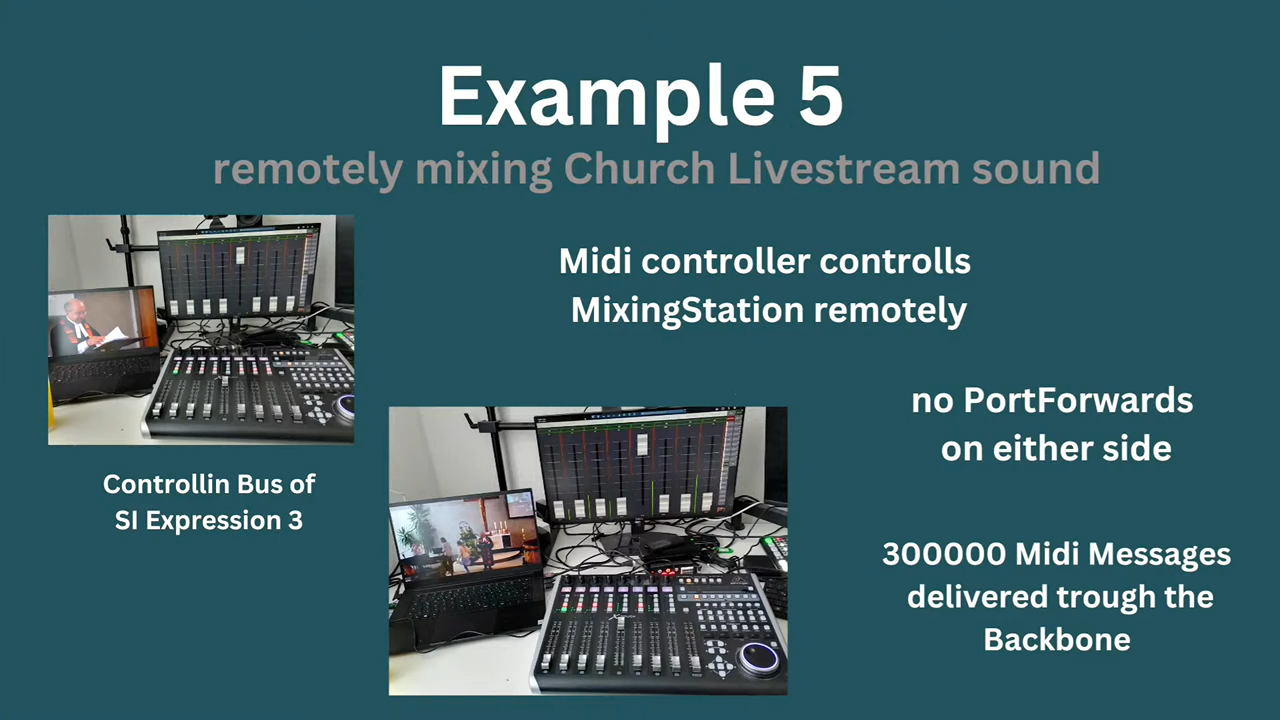 Example 5
remotely mixing Church Livestream sound
Midi controller controlls
MixingStation remotely
no PortForwards
on either side
Controllin Bus of
SI Expression 3
300000 Midi Messages
delivered trough the
Backbone